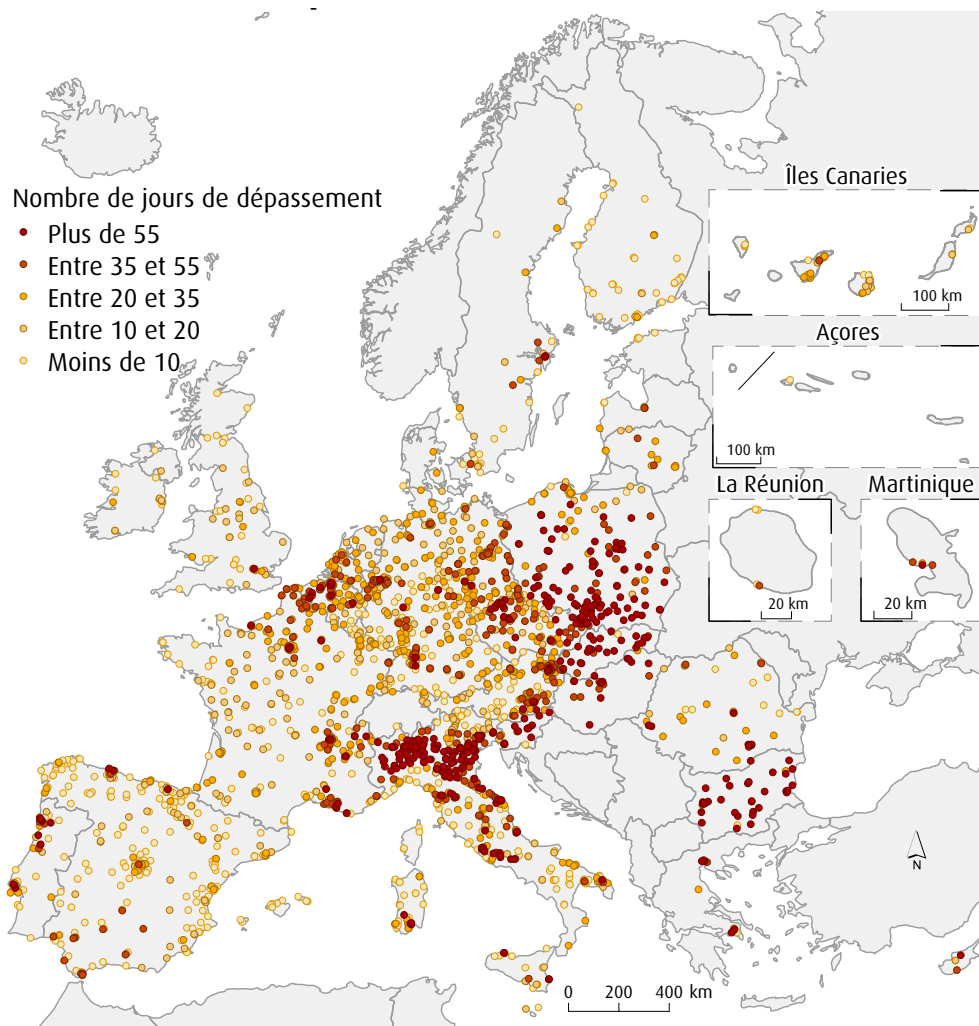 Nombre de jours de dépassement
Plus de 55
Entre 35 et 55
Entre 20 et 35
Entre 10 et 20
Moins de 10
Îles Canaries
100 km
Açores
100 km
La Réunion
20 km
Martinique
20 km
N
0 200 400 km